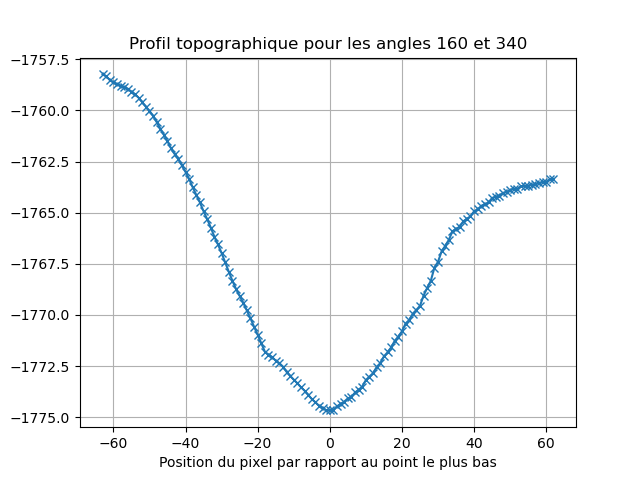 Profil topographique pour les angles 160 et 340
−1757.5
−1760.0
−1762.5
−1765.0
−1767.5
−1770.0
−1772.5
−1775.0
−60 −40 −20 0 20 40 60
Position du pixel par rapport au point le plus bas